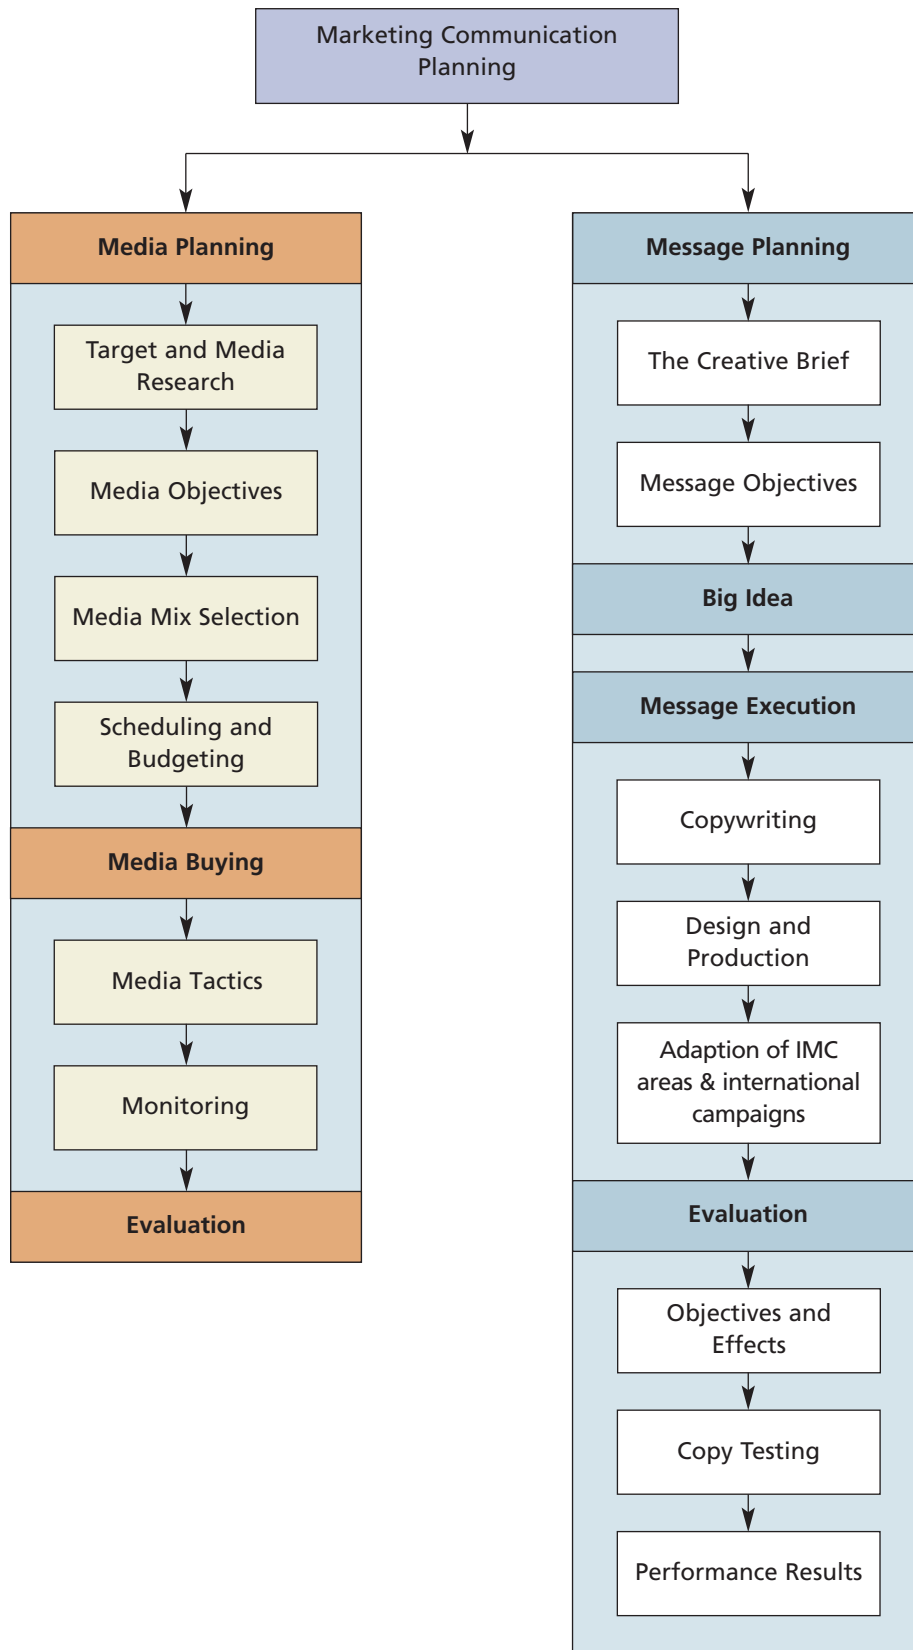 Marketing Communication
Planning
Media Planning
Target and Media
Research
Media Objectives
Media Mix Selection
Scheduling and
Budgeting
Media Buying
Media Tactics
Monitoring
Evaluation
Message Planning
The Creative Brief
Message Objectives
Big Idea
Message Execution
Copywriting
Design and
Production
Adaption of IMC
areas & international
campaigns
Evaluation
Objectives and
Effects
Copy Testing
Performance Results